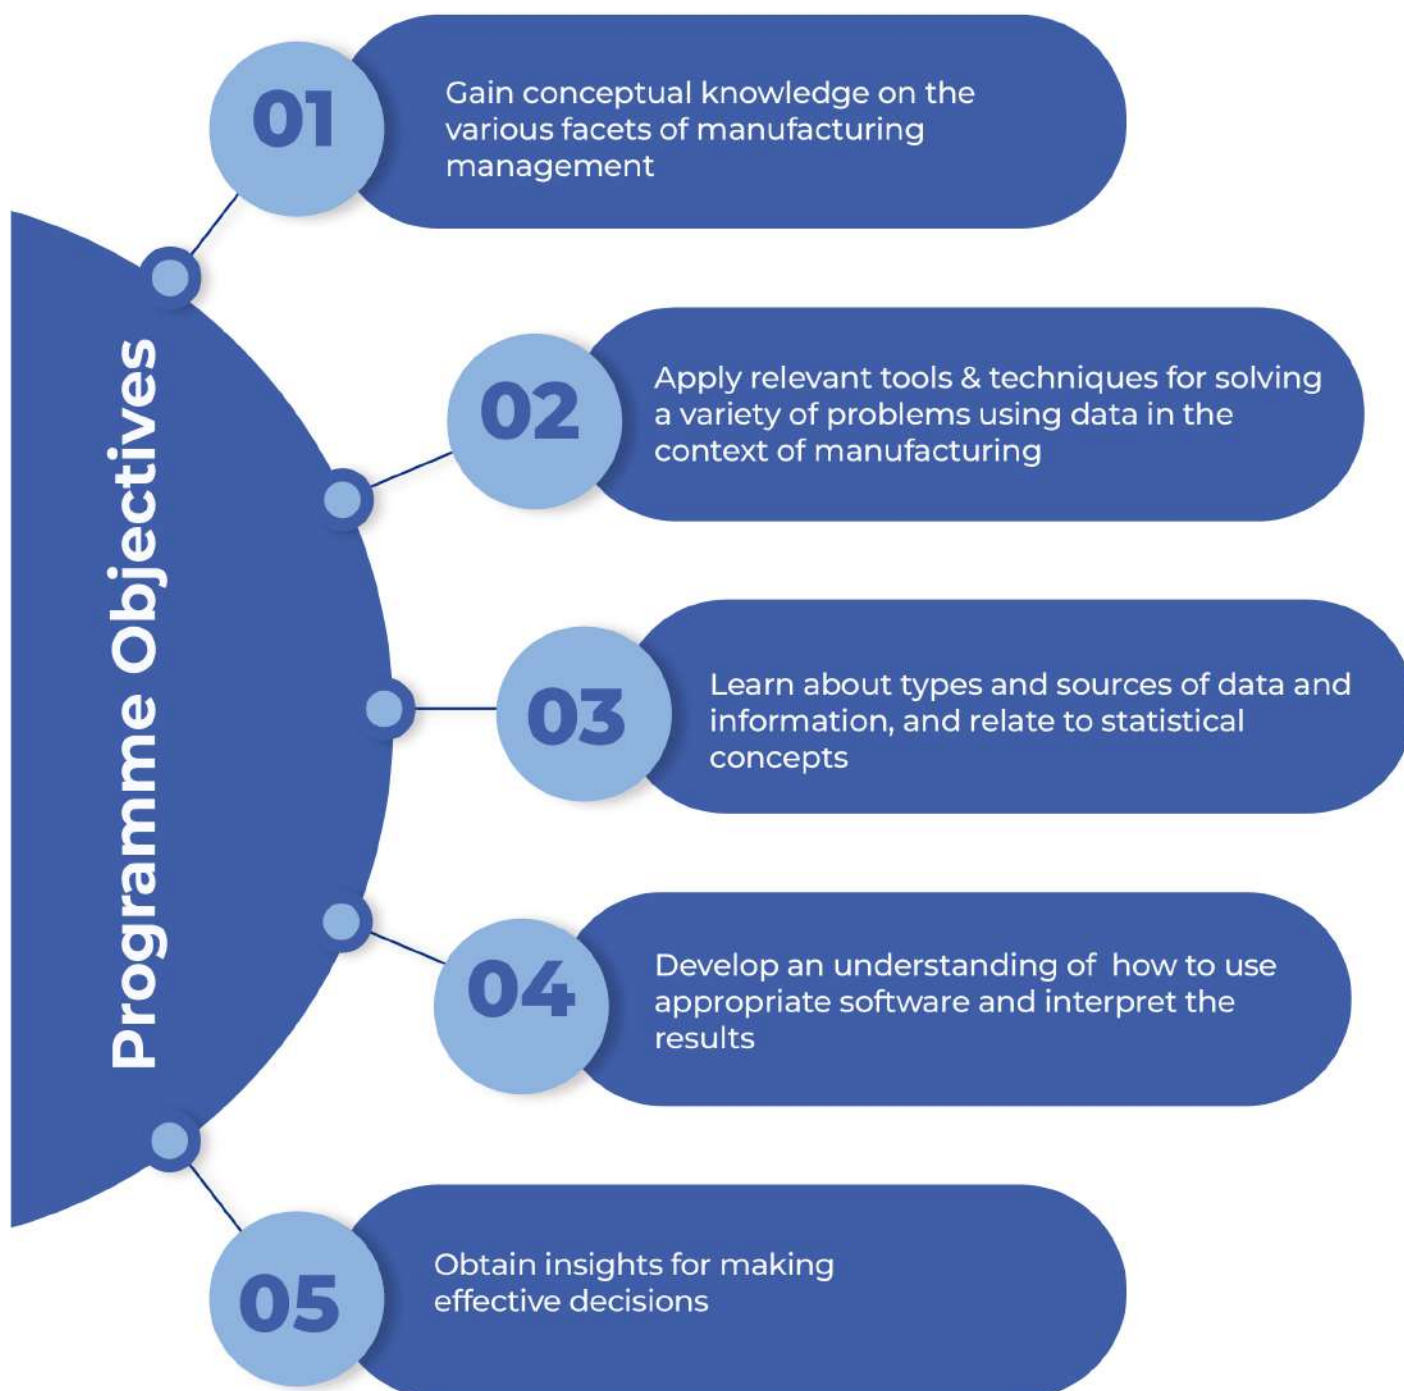 Programme Objectives
01
Gain conceptual knowledge on the
various facets of manufacturing
management
02
Apply relevant tools & techniques for solving
a variety of problems using data in the
context of manufacturing
03
Learn about types and sources of data and
information, and relate to statistical
concepts
04
Develop an understanding of  how to use
appropriate software and interpret the
results
05
Obtain insights for making
effective decisions